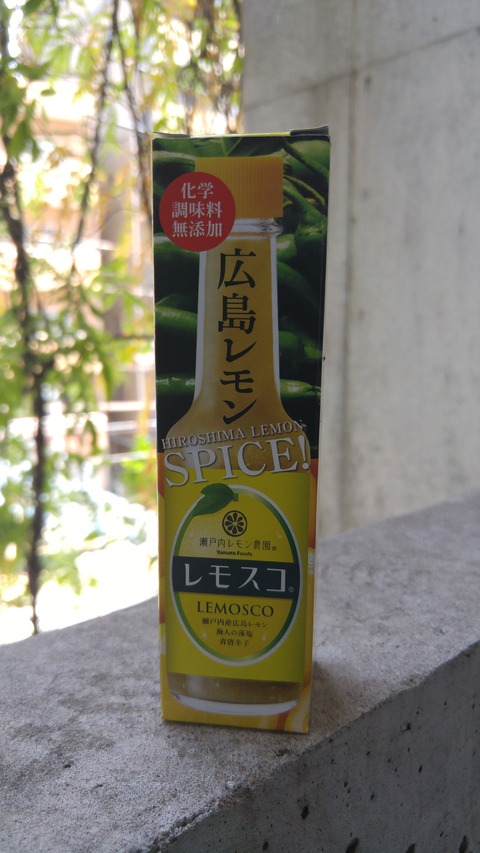 化学
調味料
無添加
広島レモン
HIROSHIMA LEMON
SPICE!
瀬戸内レモン農園®
Yamato Foods
レモスコ®
LEMOSCO
瀬戸内産広島レモン
海人の藻塩
青唐辛子